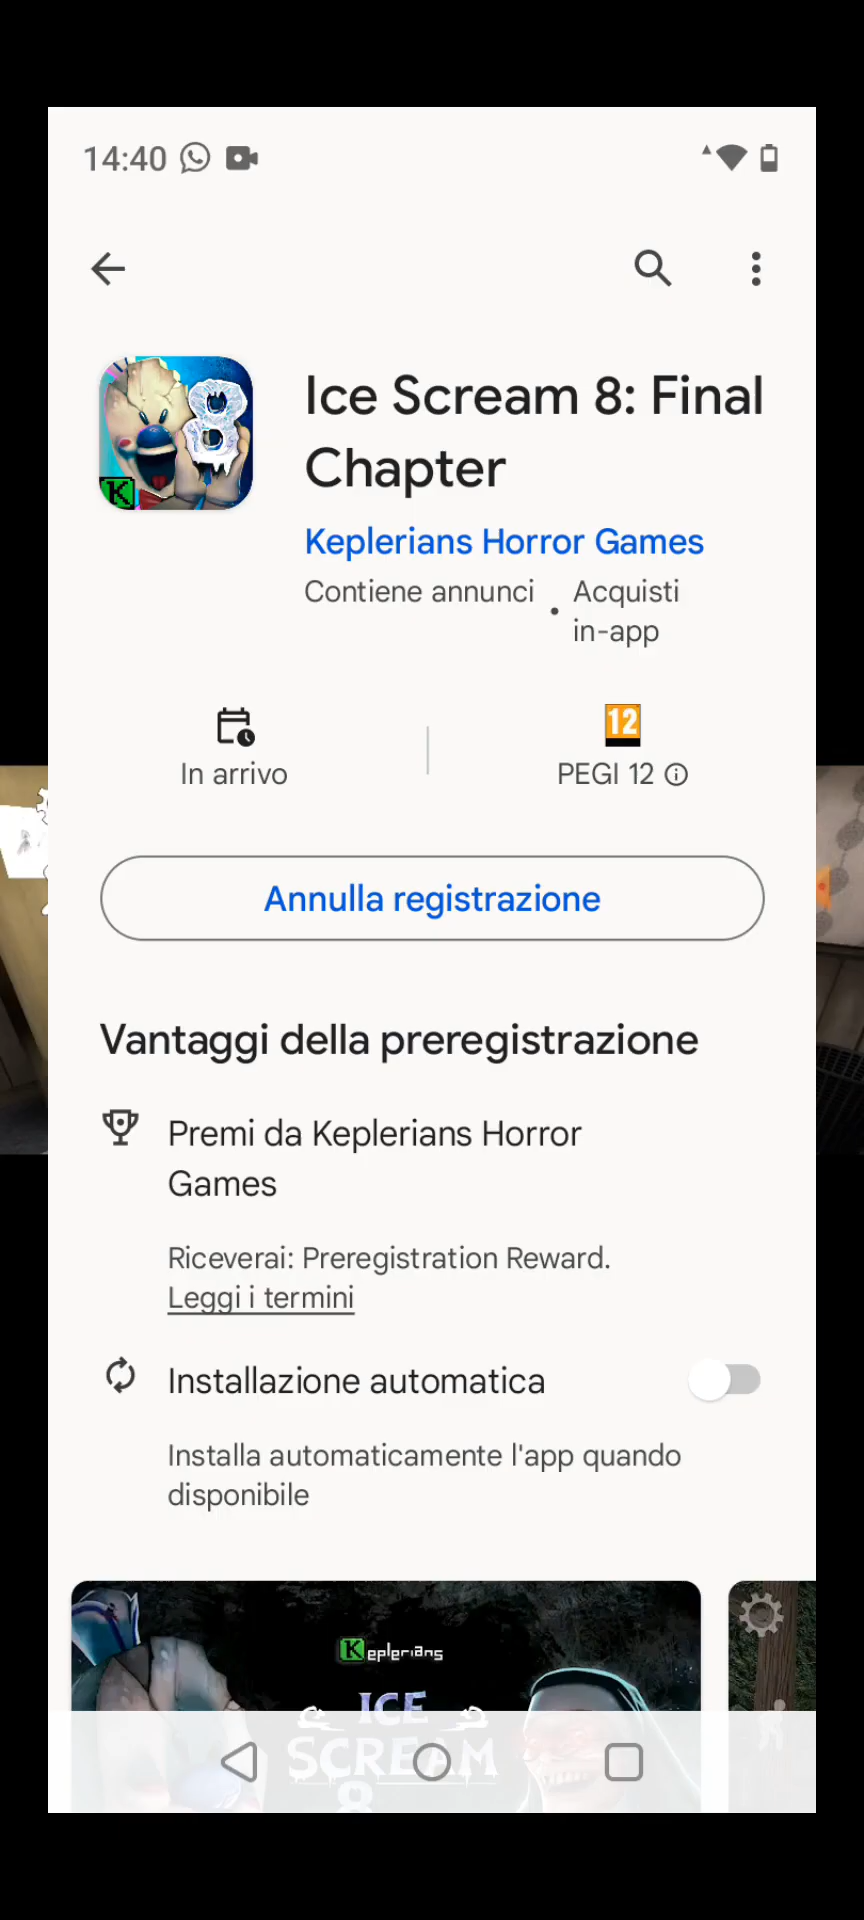 14:40
8
K
Ice Scream 8: Final
Chapter
Keplerians Horror Games
Contiene annunci • Acquisti
in-app
12
In arrivo
PEGI 12
Annulla registrazione
Vantaggi della preregistrazione
Premi da Keplerians Horror
Games
Riceverai: Preregistration Reward.
Leggi i termini
Installazione automatica
Installa automaticamente l'app quando
disponibile
Keplerians
ICE
SCREAM
8